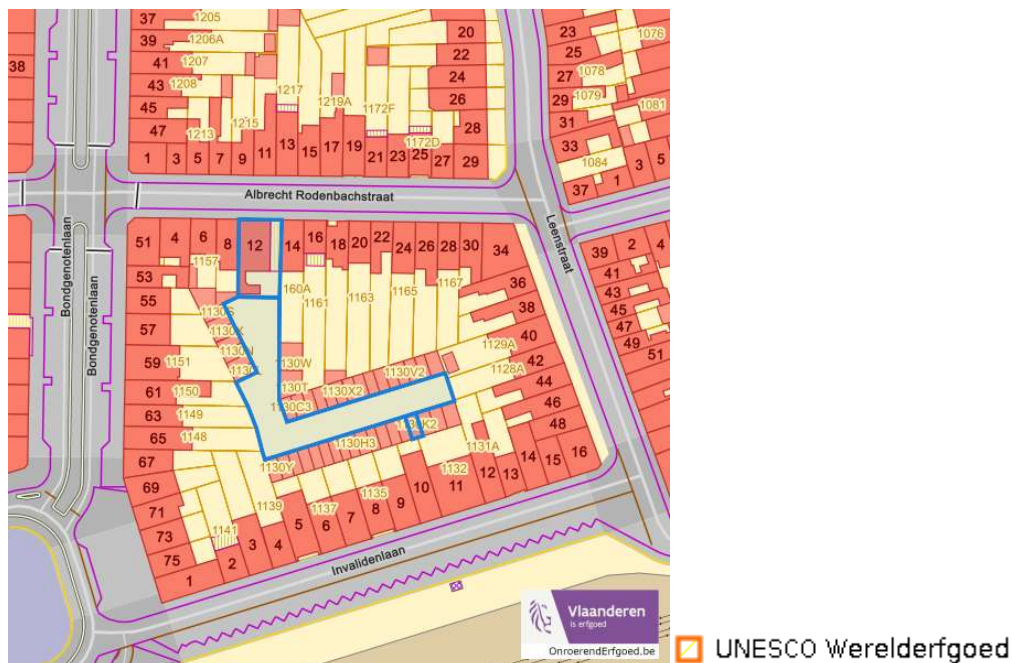 37 1205
39 1206A
41 1207
43 1208
45
47 1213 1215
38
1217
1219A
1172F
1172D
20
22
24
26
28
1 3 5 7 9 11 13 15 17 19 21 23 25 27 29
23
25
27
29
31
33
37 1 3 5
1076
1078
1079
1081
1084
Albrecht Rodenbachstraat
Bondgenotenlaan
Bondgenotenlaan
Leenstraat
51 4 6 8 12 14 16 18 20 22 24 26 28 30 34
53
55
57
59
61
63
65
67
69
71
73
75
1157
160A
1161
1163
1165
1167
36
38
40
42
44
46
48
39 2 4
41
43
45
47
49
51
1130S
1130X
1130N
1130W
1130T
1130C3
1130X2
1130V2
1129A
1128A
1151
1150
1149
1148
1130Y
1130H3
1130K2
1131A
1132
1135
1137
1139
1141
1 2 3 4 5 6 7 8 9 10 11 12 13 14 15 16
Invalidenlaan
Vlaanderen
is erfgoed
OnroerendErfgoed.be
UNESCO Werelderfgoed